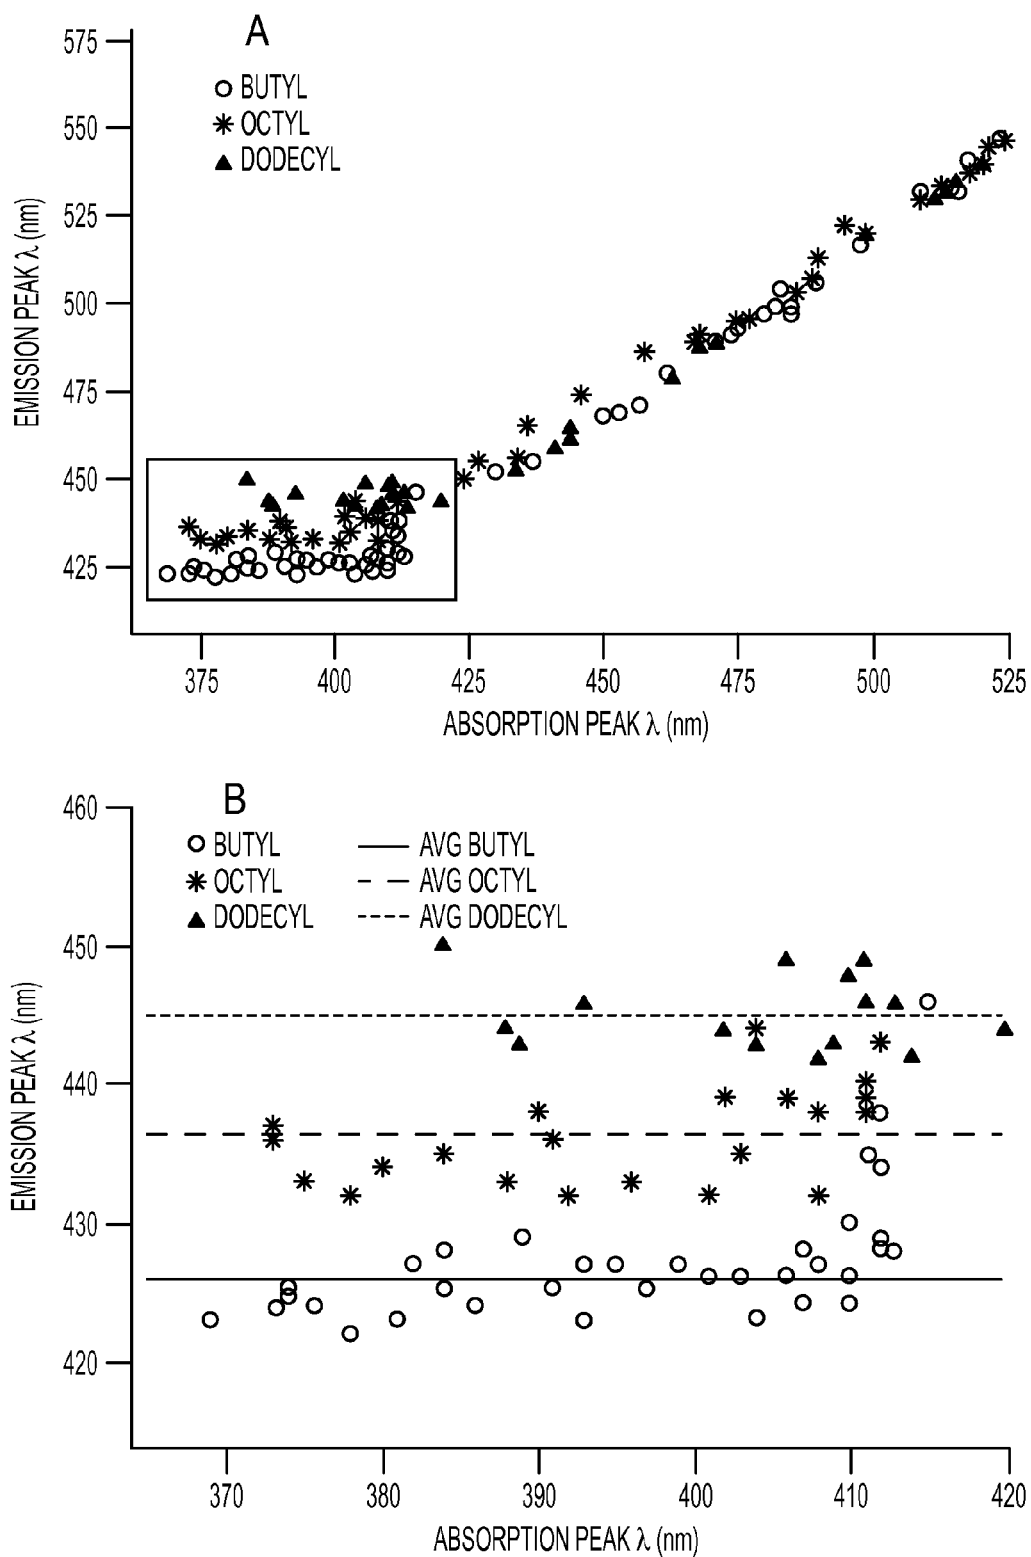 A
575
550
525
500
475
450
425
EMISSION PEAK λ (nm)
BUTYL
OCTYL
DODECYL
375 400 425 450 475 500 525
ABSORPTION PEAK λ (nm)
B
460
450
440
430
420
EMISSION PEAK λ (nm)
BUTYL AVG BUTYL
OCTYL AVG OCTYL
DODECYL AVG DODECYL
370 380 390 400 410 420
ABSORPTION PEAK λ (nm)